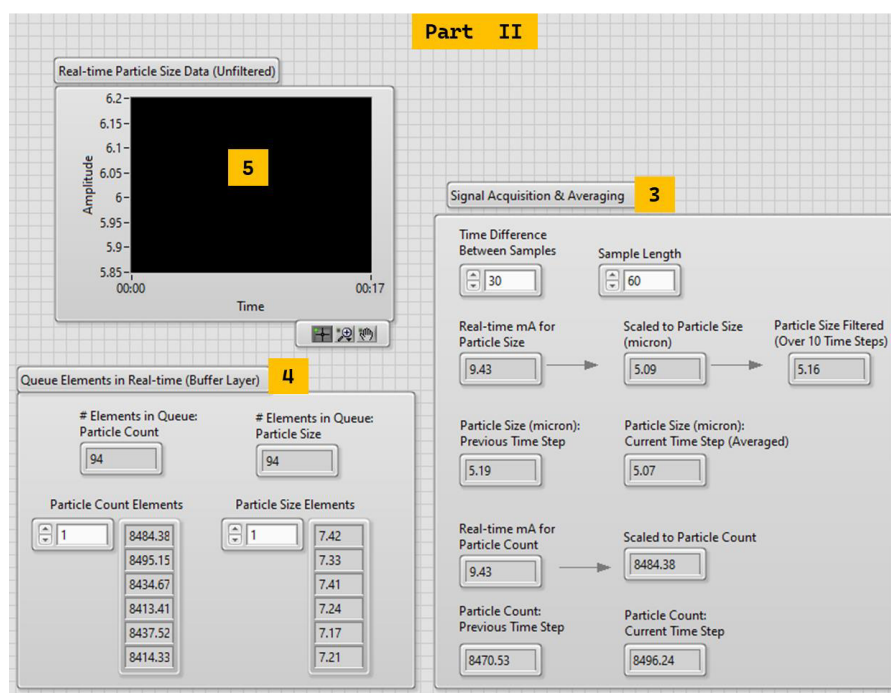 Part II
Real-time Particle Size Data (Unfiltered)
6.2
6.15
6.1
6.05
6
5.95
5.9
5.85
Amplitude
5
00:00
00:17
Time
Queue Elements in Real-time (Buffer Layer)
4
# Elements in Queue:
Particle Count
94
# Elements in Queue:
Particle Size
94
Particle Count Elements
1
8484.38
8495.15
8434.67
8413.41
8437.52
8414.33
Particle Size Elements
1
7.42
7.33
7.41
7.24
7.17
7.21
Signal Acquisition & Averaging
3
Time Difference
Between Samples
30
Sample Length
60
Real-time mA for
Particle Size
9.43
Scaled to Particle Size
(micron)
5.09
Particle Size Filtered
(Over 10 Time Steps)
5.16
Particle Size (micron):
Previous Time Step
5.19
Particle Size (micron):
Current Time Step (Averaged)
5.07
Real-time mA for
Particle Count
9.43
Scaled to Particle Count
8484.38
Particle Count:
Previous Time Step
8470.53
Particle Count:
Current Time Step
8496.24